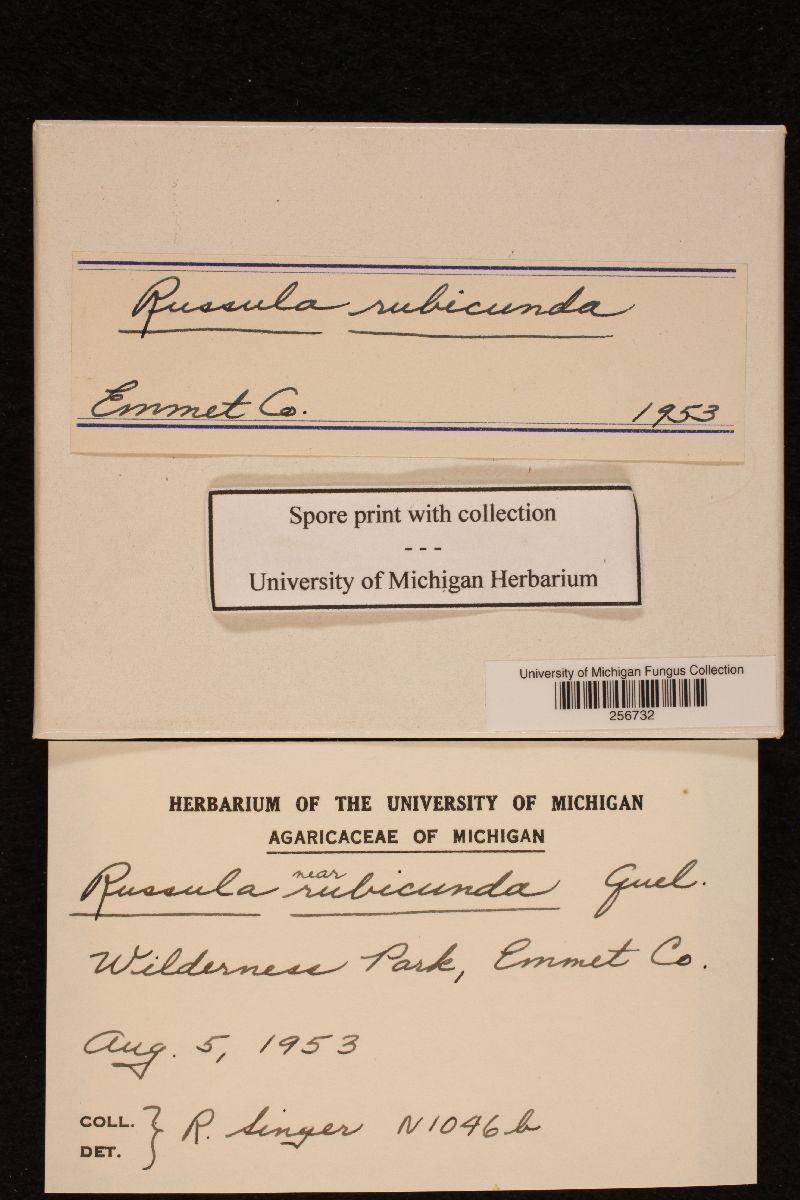 Russula rubicunda
Emmet Co. 1953
Spore print with collection
- - -
University of Michigan Herbarium
University of Michigan Fungus Collection
256732
HERBARIUM OF THE UNIVERSITY OF MICHIGAN
AGARICACEAE OF MICHIGAN
near
Russula rubicunda Quel.
Wilderness Park, Emmet Co.
Aug. 5, 1953
COLL. } R. Singer N1046b
DET.